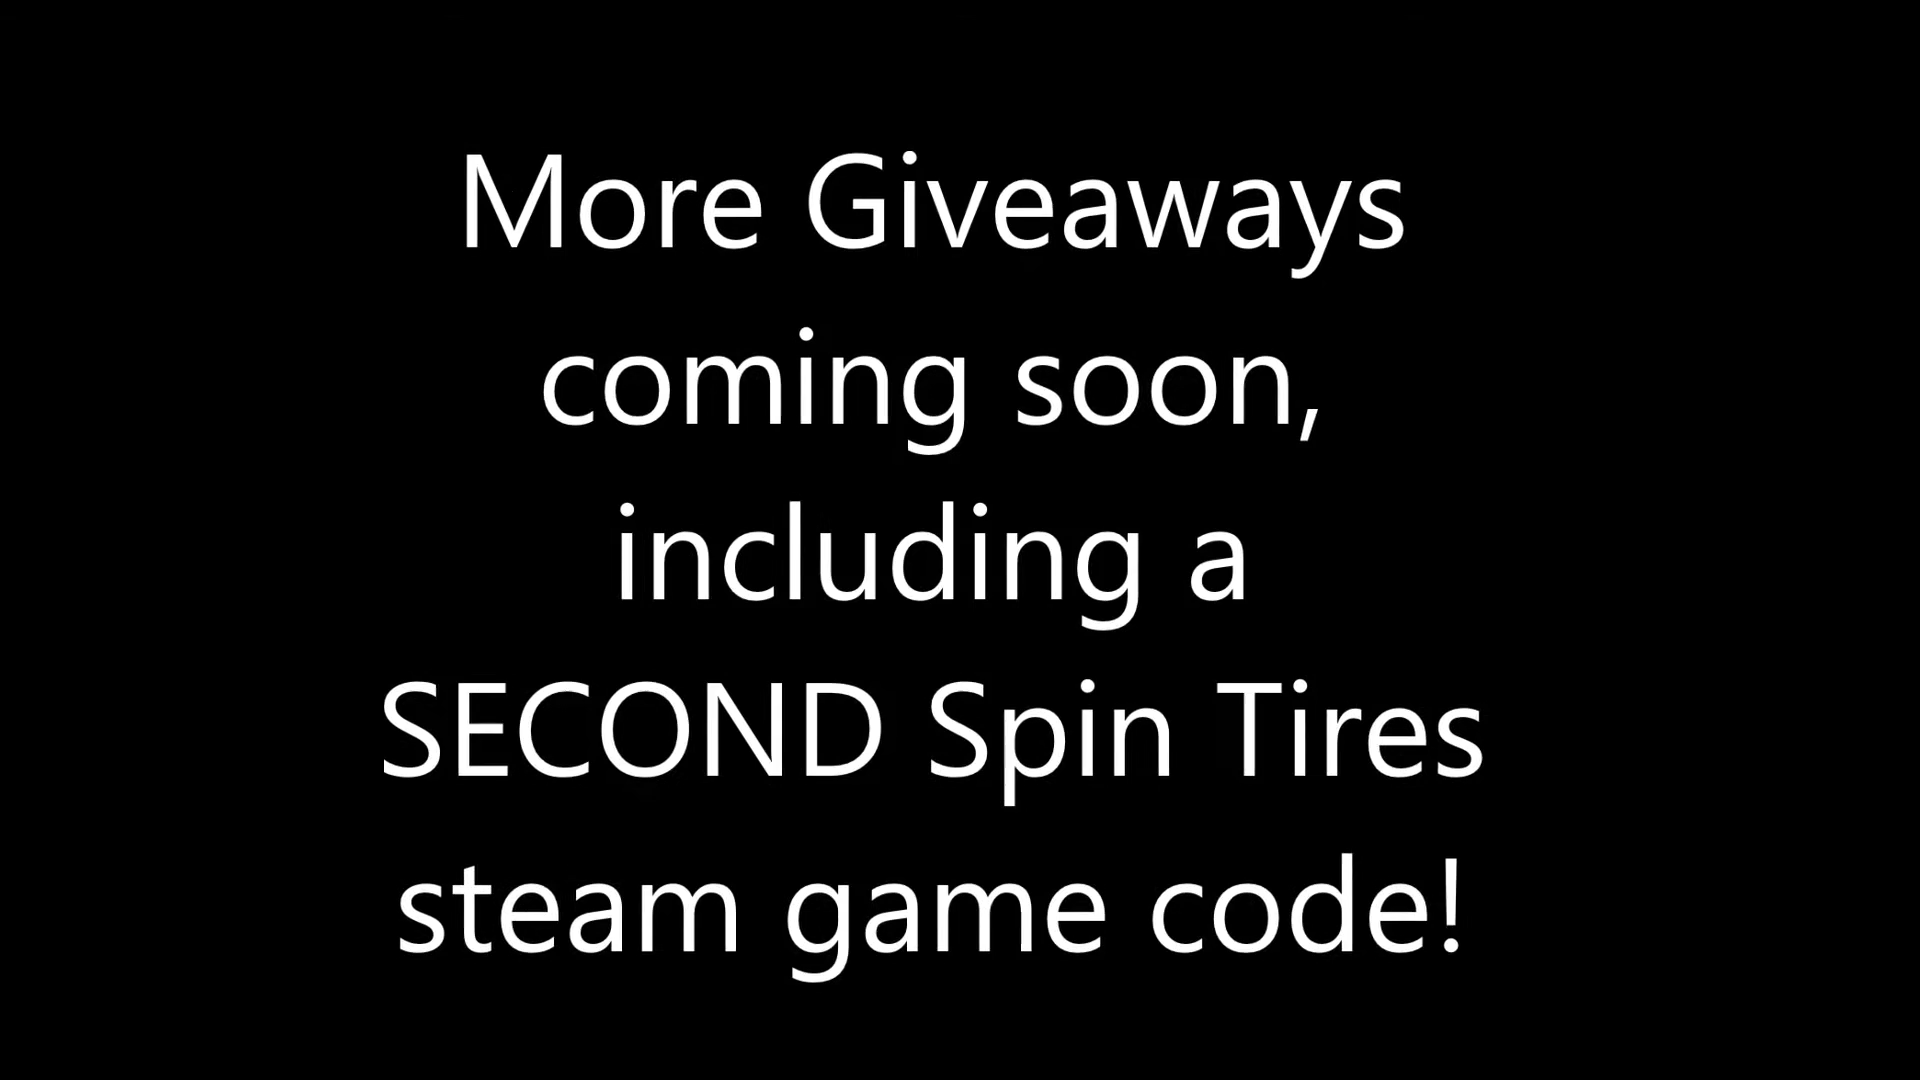 More Giveaways
coming soon,
including a
SECOND Spin Tires
steam game code!